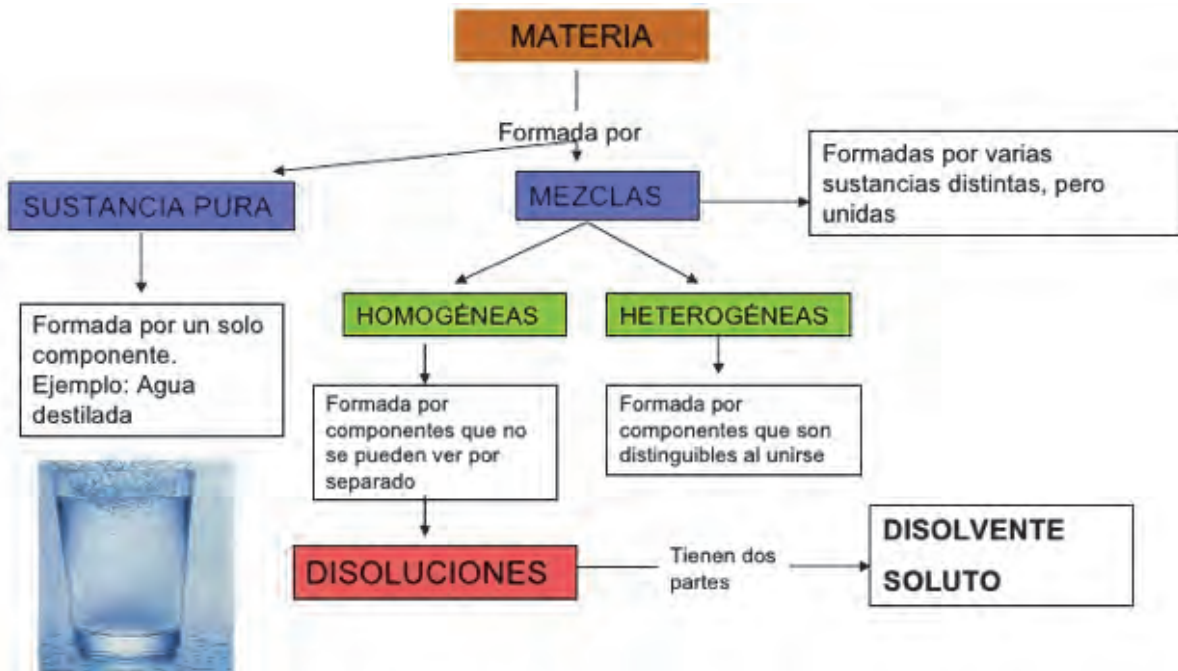 MATERIA
Formada por
SUSTANCIA PURA
MEZCLAS
Formadas por varias
sustancias distintas, pero
unidas
Formada por un solo
componente.
Ejemplo: Agua
destilada
HOMOGÉNEAS
HETEROGÉNEAS
Formada por
componentes que no
se pueden ver por
separado
Formada por
componentes que son
distinguibles al unirse
DISOLUCIONES
Tienen dos
partes
DISOLVENTE
SOLUTO